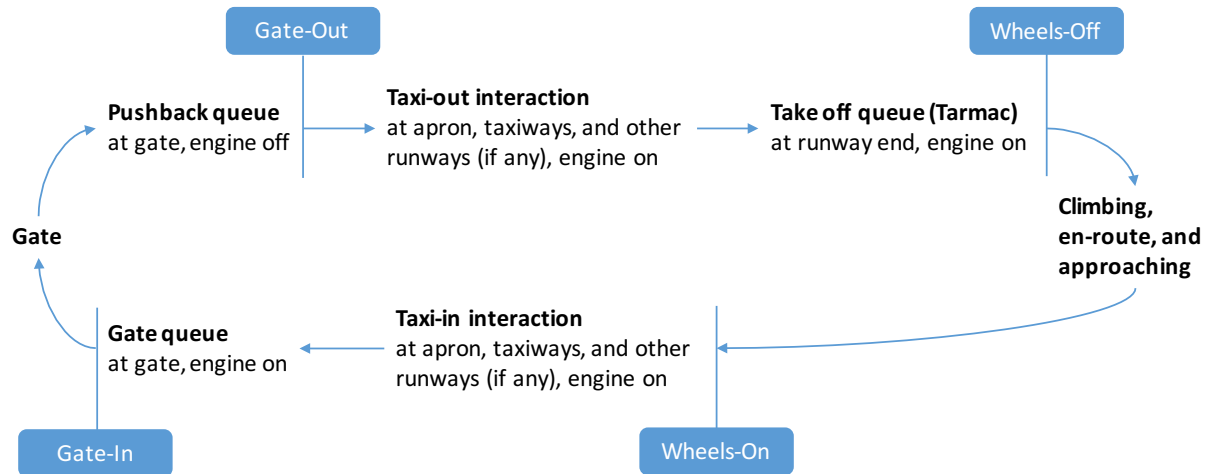 Gate-Out
Wheels-Off
Pushback queue
at gate, engine off
Taxi-out interaction
at apron, taxiways, and other
runways (if any), engine on
Take off queue (Tarmac)
at runway end, engine on
Climbing,
en-route, and
approaching
Gate
Gate queue
at gate, engine on
Taxi-in interaction
at apron, taxiways, and other
runways (if any), engine on
Gate-In
Wheels-On